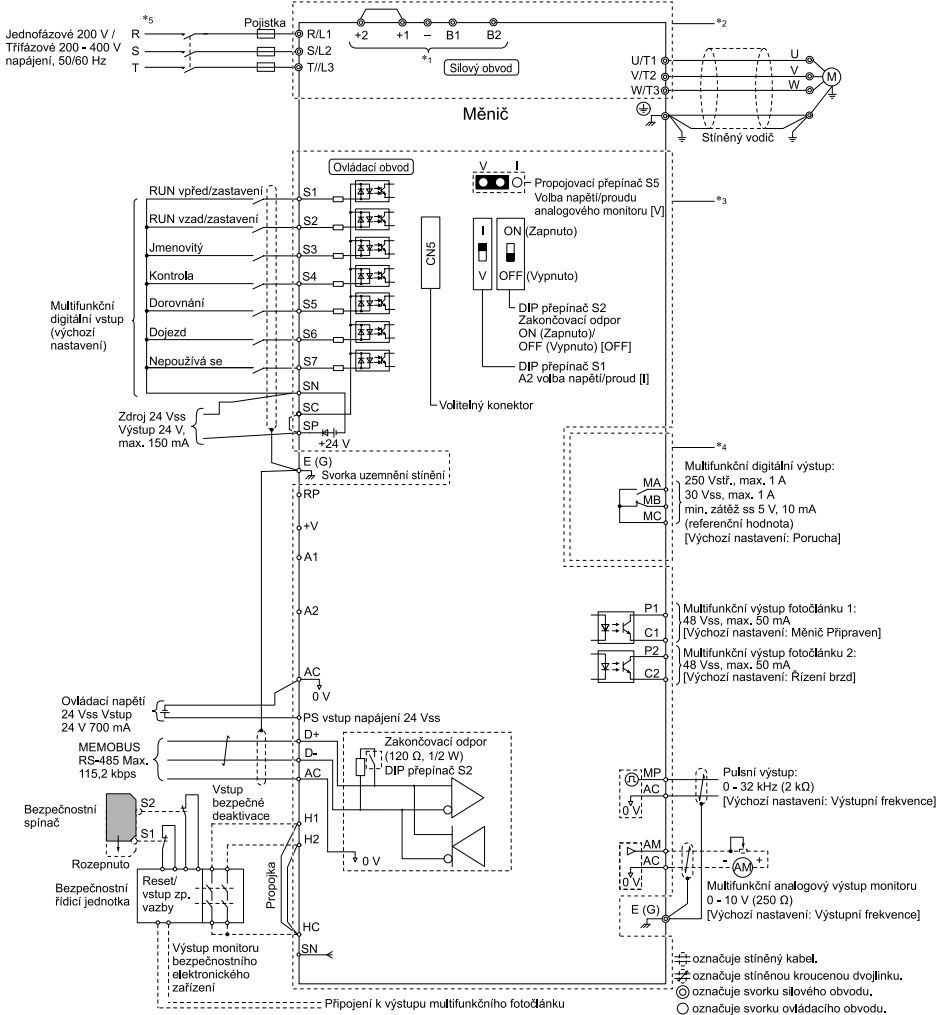 *5
Jednofázové 200 V /
Třífázové 200 - 400 V
napájení, 50/60 Hz
R
S
T
Pojistka
R/L1
S/L2
T//L3
+2
+1
–
B1
B2
*1
Silový obvod
*2
U/T1
V/T2
W/T3
U
V
W
M
Stíněný vodič
Měnič
Ovládací obvod
RUN vpřed/zastavení
S1
RUN vzad/zastavení
S2
Jmenovitý
S3
Kontrola
S4
Dorovnání
S5
Dojezd
S6
Nepoužívá se
S7
Multifunkční
digitální vstup
(výchozí
nastavení)
SN
SC
SP
+24 V
Zdroj 24 Vss
Výstup 24 V,
max. 150 mA
E (G)
Svorka uzemnění stínění
CN5
Volitelný konektor
V
I
Propojovací přepínač S5
Volba napětí/proudu
analogového monitoru [V]
*3
I
V
ON (Zapnuto)
OFF (Vypnuto)
DIP přepínač S2
Zakončovací odpor
ON (Zapnuto)/
OFF (Vypnuto) [OFF]
DIP přepínač S1
A2 volba napětí/proud [I]
*4
MA
MB
MC
Multifunkční digitální výstup:
250 Vstř., max. 1 A
30 Vss, max. 1 A
min. zátěž ss 5 V, 10 mA
(referenční hodnota)
[Výchozí nastavení: Porucha]
RP
+V
A1
A2
AC
0 V
P1
C1
P2
C2
Multifunkční výstup fotočlánku 1:
48 Vss, max. 50 mA
[Výchozí nastavení: Měnič Připraven]
Multifunkční výstup fotočlánku 2:
48 Vss, max. 50 mA
[Výchozí nastavení: Řízení brzd]
Ovládací napětí
24 Vss Vstup
24 V 700 mA
PS vstup napájení 24 Vss
MEMOBUS
RS-485 Max.
115,2 kbps
D+
D-
AC
Zakončovací odpor
(120 Ω, 1/2 W)
DIP přepínač S2
0 V
Vstup
bezpečné
deaktivace
H1
H2
Propojka
HC
SN
Bezpečnostní
spínač
S2
S1
Rozepnuto
Bezpečnostní
řídicí jednotka
Reset/
vstup zp.
vazby
Výstup monitoru
bezpečnostního
elektronického
zařízení
Připojení k výstupu multifunkčního fotočlánku
MP
AC
0 V
Pulsní výstup:
0 - 32 kHz (2 kΩ)
[Výchozí nastavení: Výstupní frekvence]
AM
AC
0 V
-
+
AM
Multifunkční analogový výstup monitoru
0 - 10 V (250 Ω)
[Výchozí nastavení: Výstupní frekvence]
E (G)
označuje stíněný kabel.
označuje stíněnou kroucenou dvojlinku.
označuje svorku silového obvodu.
označuje svorku ovládacího obvodu.